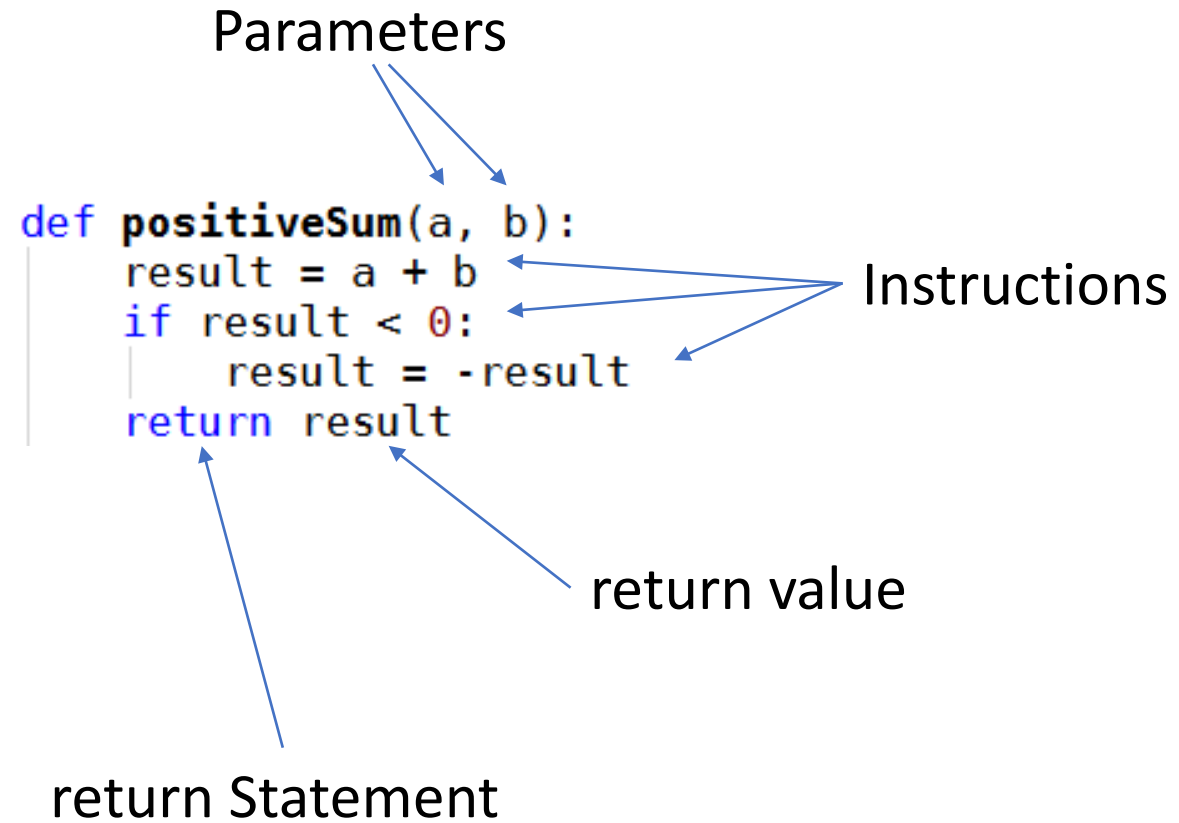 Parameters
def positiveSum(a, b):
    result = a + b
    if result < 0:
        result = -result
    return result
Instructions
return value
return Statement